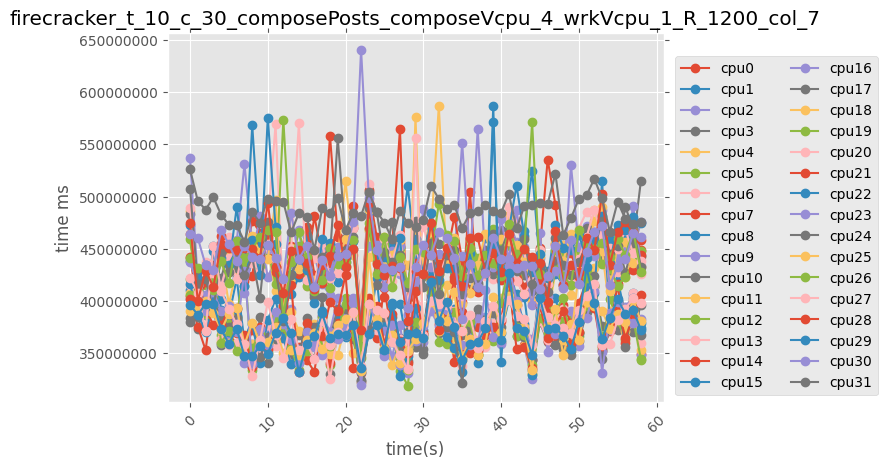 firecracker_t_10_c_30_composePosts_composeVcpu_4_wrkVcpu_1_R_1200_col_7
650000000
600000000
550000000
500000000
450000000
400000000
350000000
time ms
0
10
20
30
40
50
60
time(s)
cpu0
cpu1
cpu2
cpu3
cpu4
cpu5
cpu6
cpu7
cpu8
cpu9
cpu10
cpu11
cpu12
cpu13
cpu14
cpu15
cpu16
cpu17
cpu18
cpu19
cpu20
cpu21
cpu22
cpu23
cpu24
cpu25
cpu26
cpu27
cpu28
cpu29
cpu30
cpu31